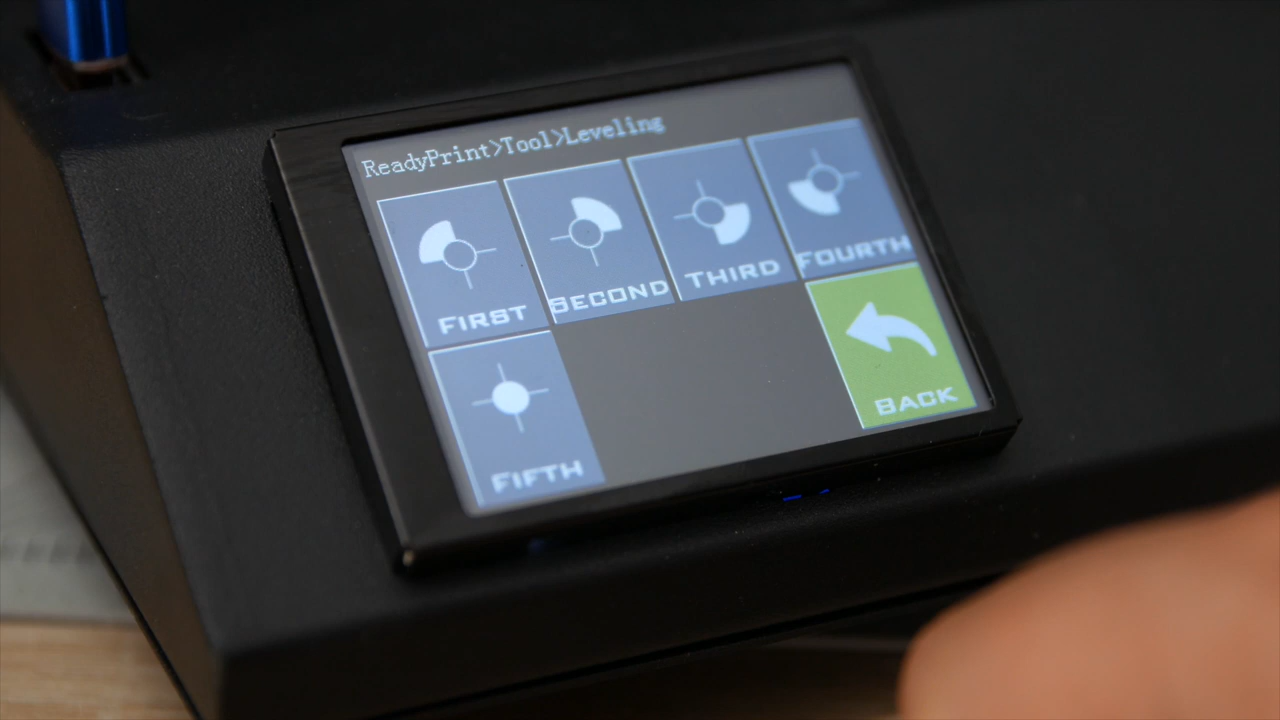 ReadyPrint>Tool>Leveling
FIRST
SECOND
THIRD
FOURTH
FIFTH
BACK